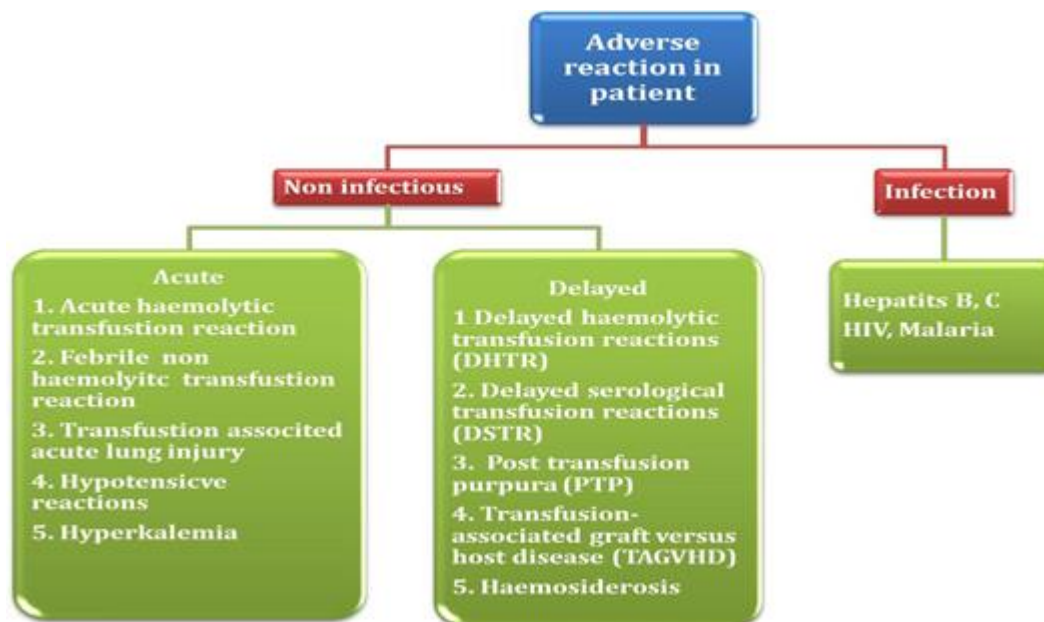 Adverse
reaction in
patient
Non infectious
Infection
Acute
1. Acute haemolytic
transfustion reaction
2. Febrile non
haemolyitc transfustion
reaction
3. Transfustion associted
acute lung injury
4. Hypotensicve
reactions
5. Hyperkalemia
Delayed
1 Delayed haemolytic
transfusion reactions
(DHTR)
2. Delayed serological
transfusion reactions
(DSTR)
3. Post transfusion
purpura (PTP)
4. Transfusion-
associated graft versus
host disease (TAGVHD)
5. Haemosiderosis
Hepatits B, C
HIV, Malaria